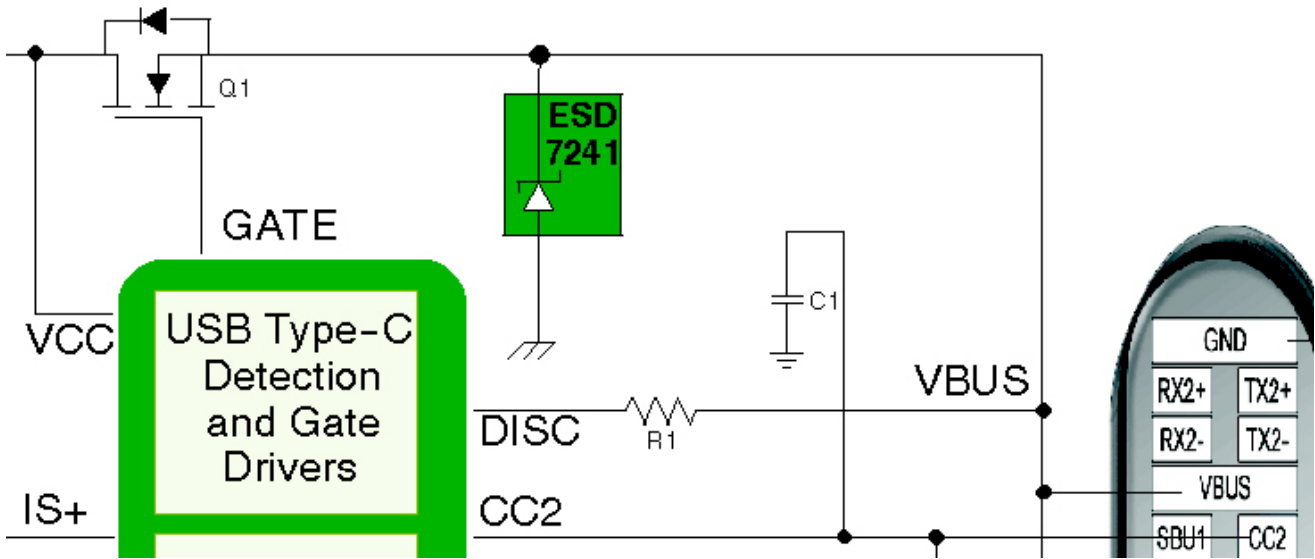 Q1
ESD
7241
GATE
C1
USB Type-C
Detection
and Gate
Drivers
VCC
GND
VBUS
RX2+
TX2+
DISC
R1
RX2-
TX2-
VBUS
IS+
CC2
SBU1
CC2